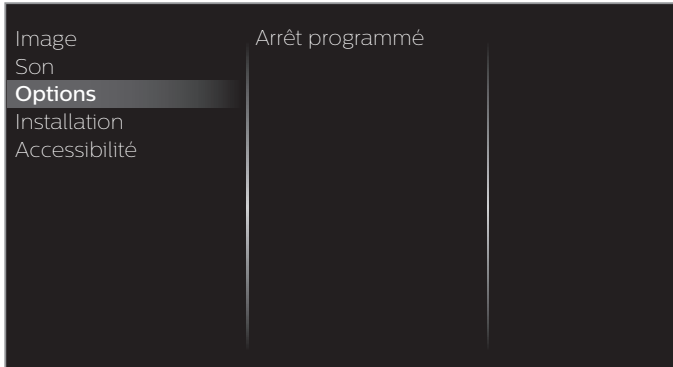 Image
Son
Options
Installation
Accessibilité
Arrêt programmé